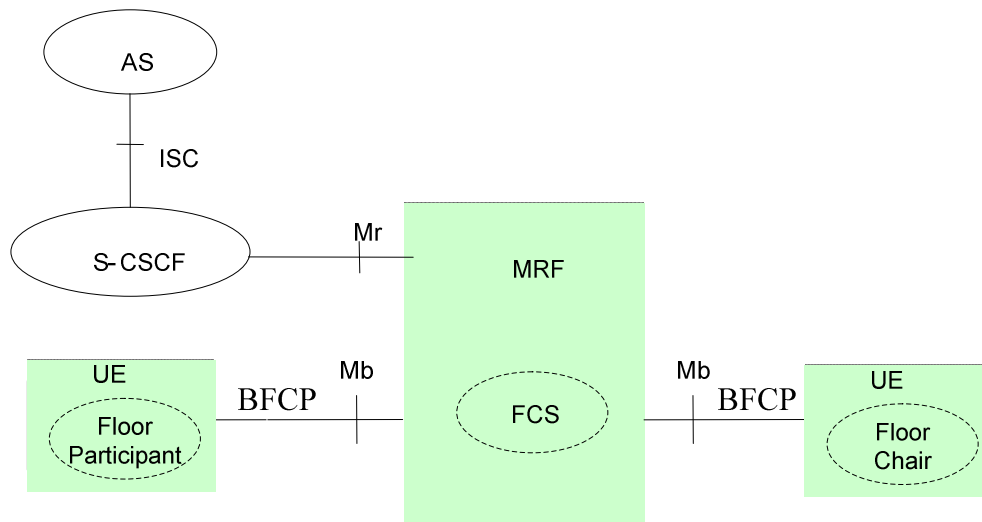 AS
ISC
S-CSCF
Mr
MRF
UE
Floor
Participant
BFCP
Mb
FCS
Mb
BFCP
UE
Floor
Chair